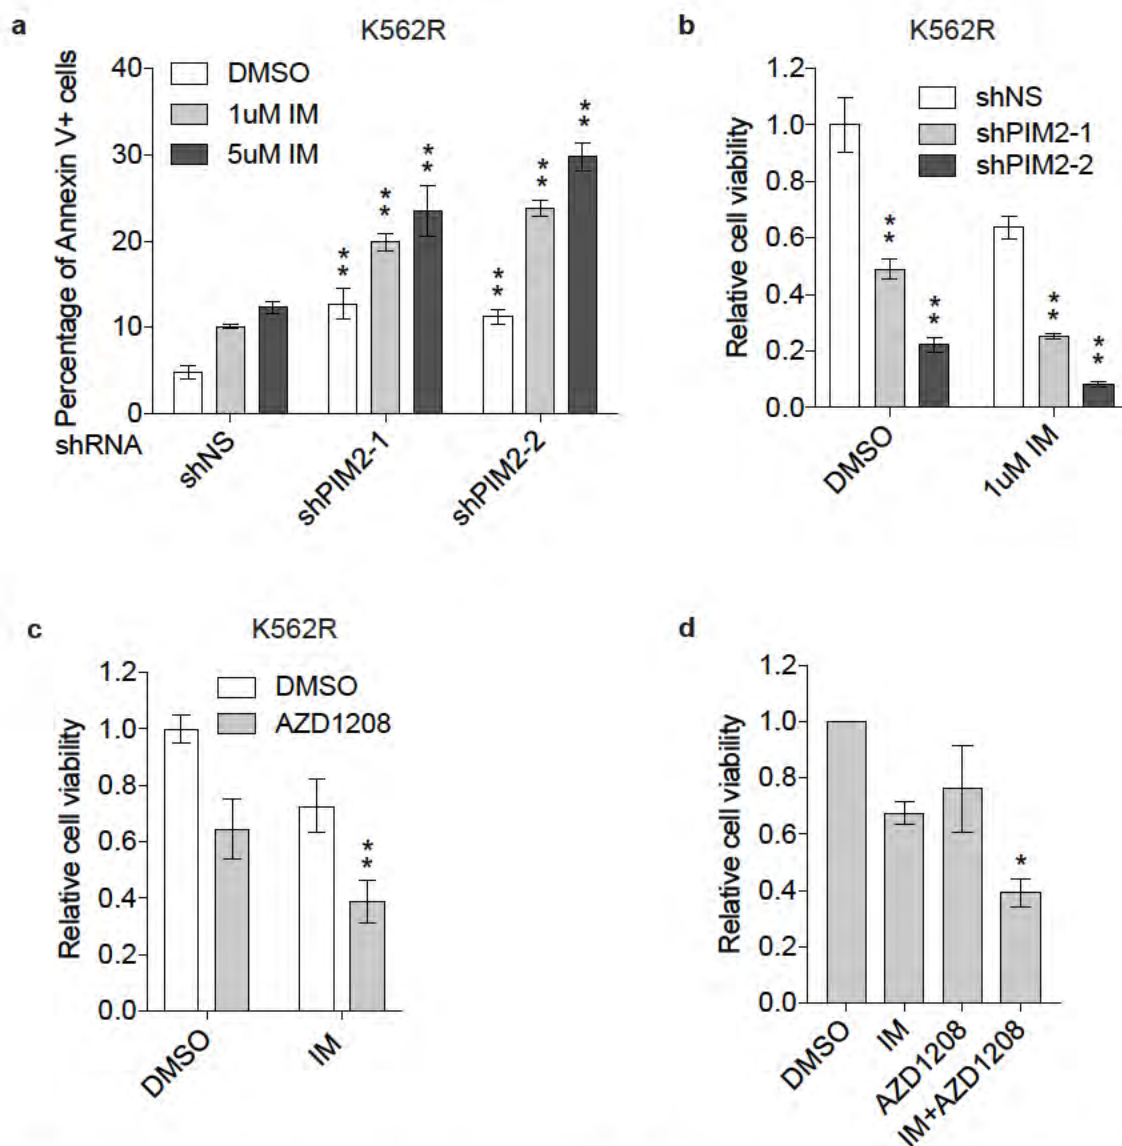 a
K562R
Percentage of Annexin V+ cells
40
30
20
10
0
DMSO
1uM IM
5uM IM
**
**
**
**
**
**
shRNA
shNS
shPIM2-1
shPIM2-2
b
K562R
Relative cell viability
1.2
1.0
0.8
0.6
0.4
0.2
0.0
shNS
shPIM2-1
shPIM2-2
**
**
**
**
DMSO
1uM IM
c
K562R
Relative cell viability
1.2
1.0
0.8
0.6
0.4
0.2
0.0
DMSO
AZD1208
**
DMSO
IM
d
Relative cell viability
1.2
1.0
0.8
0.6
0.4
0.2
0.0
*
DMSO
IM
AZD1208
IM+AZD1208